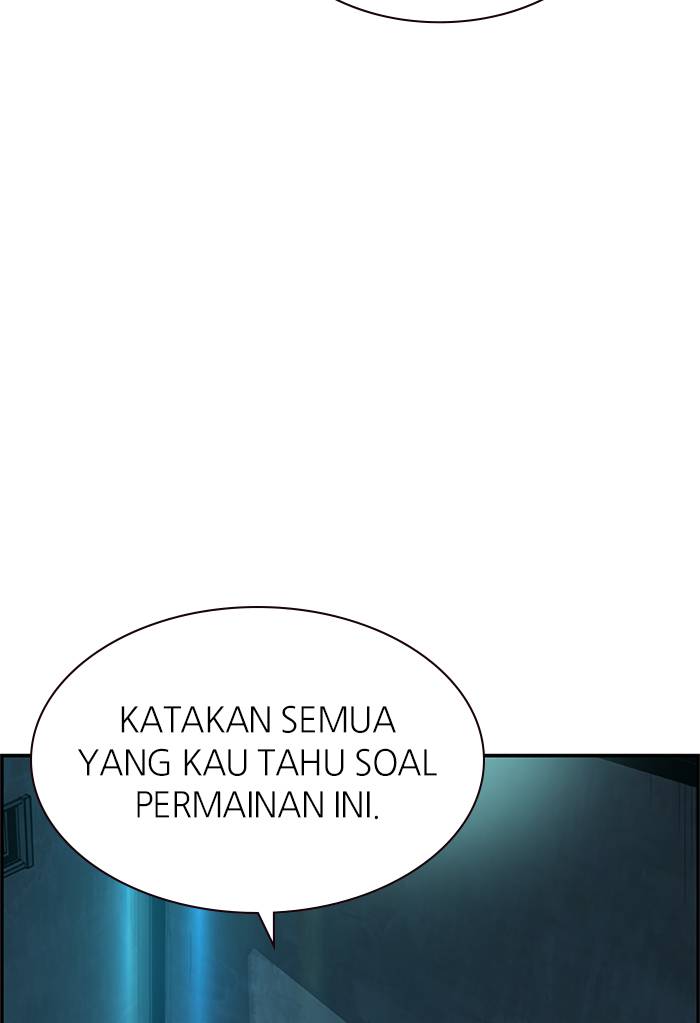 KATAKAN SEMUA
YANG KAU TAHU SOAL
PERMAINAN INI.